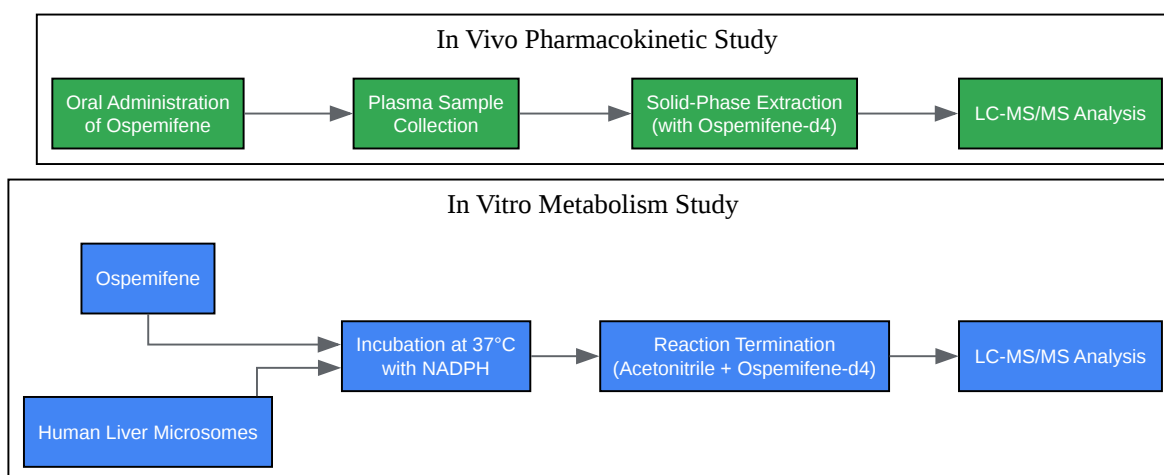 In Vivo Pharmacokinetic Study
Oral Administration
of Ospemifene
Plasma Sample
Collection
Solid-Phase Extraction
(with Ospemifene-d4)
LC-MS/MS Analysis
In Vitro Metabolism Study
Ospemifene
Human Liver Microsomes
Incubation at 37°C
with NADPH
Reaction Termination
(Acetonitrile + Ospemifene-d4)
LC-MS/MS Analysis